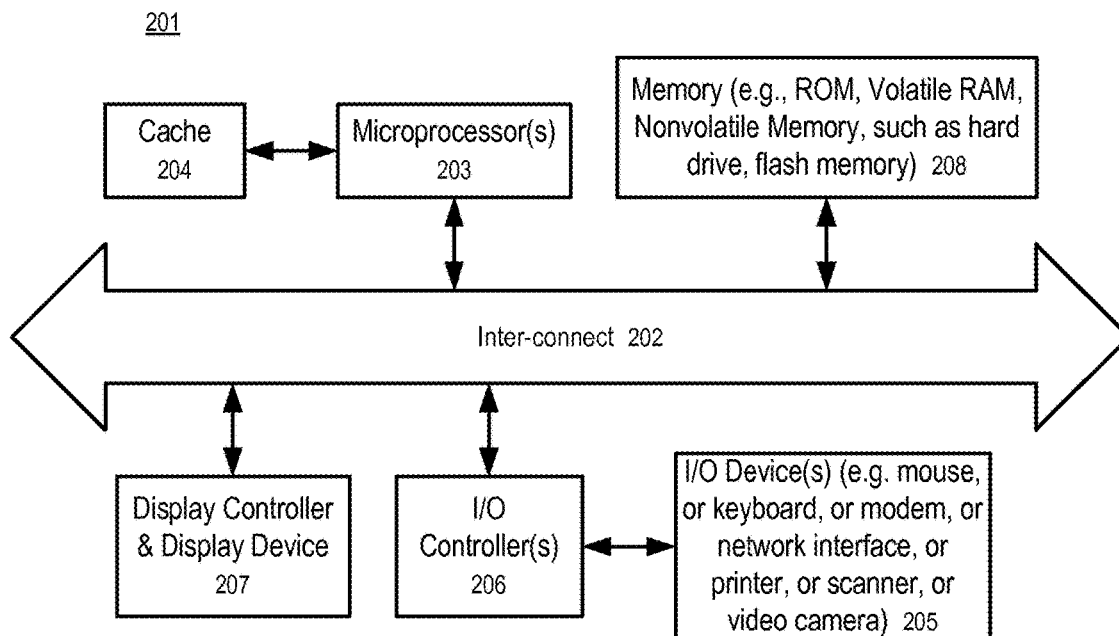 201
Cache
204
Microprocessor(s)
203
Memory (e.g., ROM, Volatile RAM,
Nonvolatile Memory, such as hard
drive, flash memory) 208
Inter-connect 202
Display Controller
& Display Device
207
I/O
Controller(s)
206
I/O Device(s) (e.g. mouse,
or keyboard, or modem, or
network interface, or
printer, or scanner, or
video camera) 205